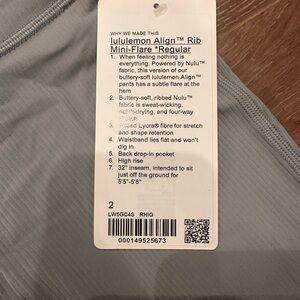 WHY WE MADE THIS
lululemon Align™ Rib
Mini-Flare *Regular
1. When feeling nothing is
everything. Powered by Nulu™
fabric, this version of our
buttery-soft lululemon Align™
pants has a subtle flare at the
hem
2. Buttery-soft, ribbed Nulu™
fabric is sweat-wicking,
and four-way
3. Lycra® fibre for stretch
and shape retention
4. Waistband lies flat and won't
dig in
5. Back drop-in pocket
6. High rise
7. 32" inseam, intended to sit
just off the ground for
5'5"-5'8"
2
LW5GC4S RHIG
000149525673